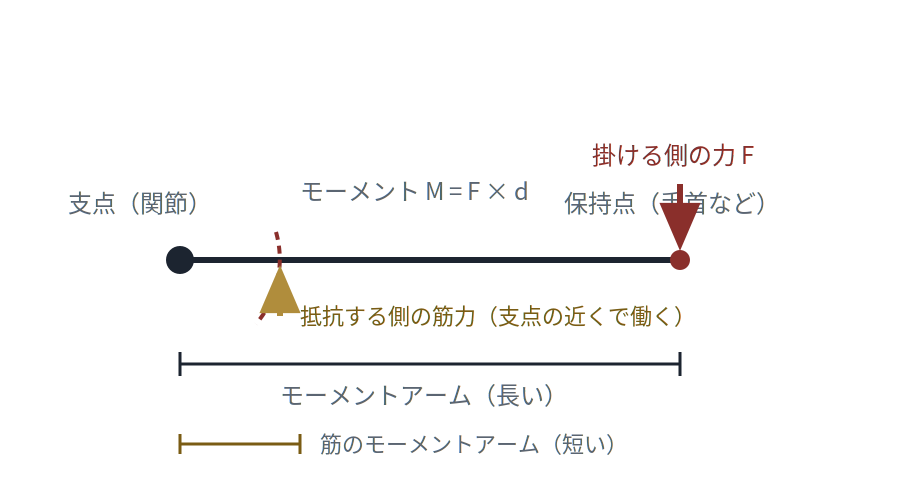 掛ける側の力 F
モーメント M = F × d
支点（関節）
保持点（手首など）
抵抗する側の筋力（支点の近くで働く）
モーメントアーム（長い）
筋のモーメントアーム（短い）